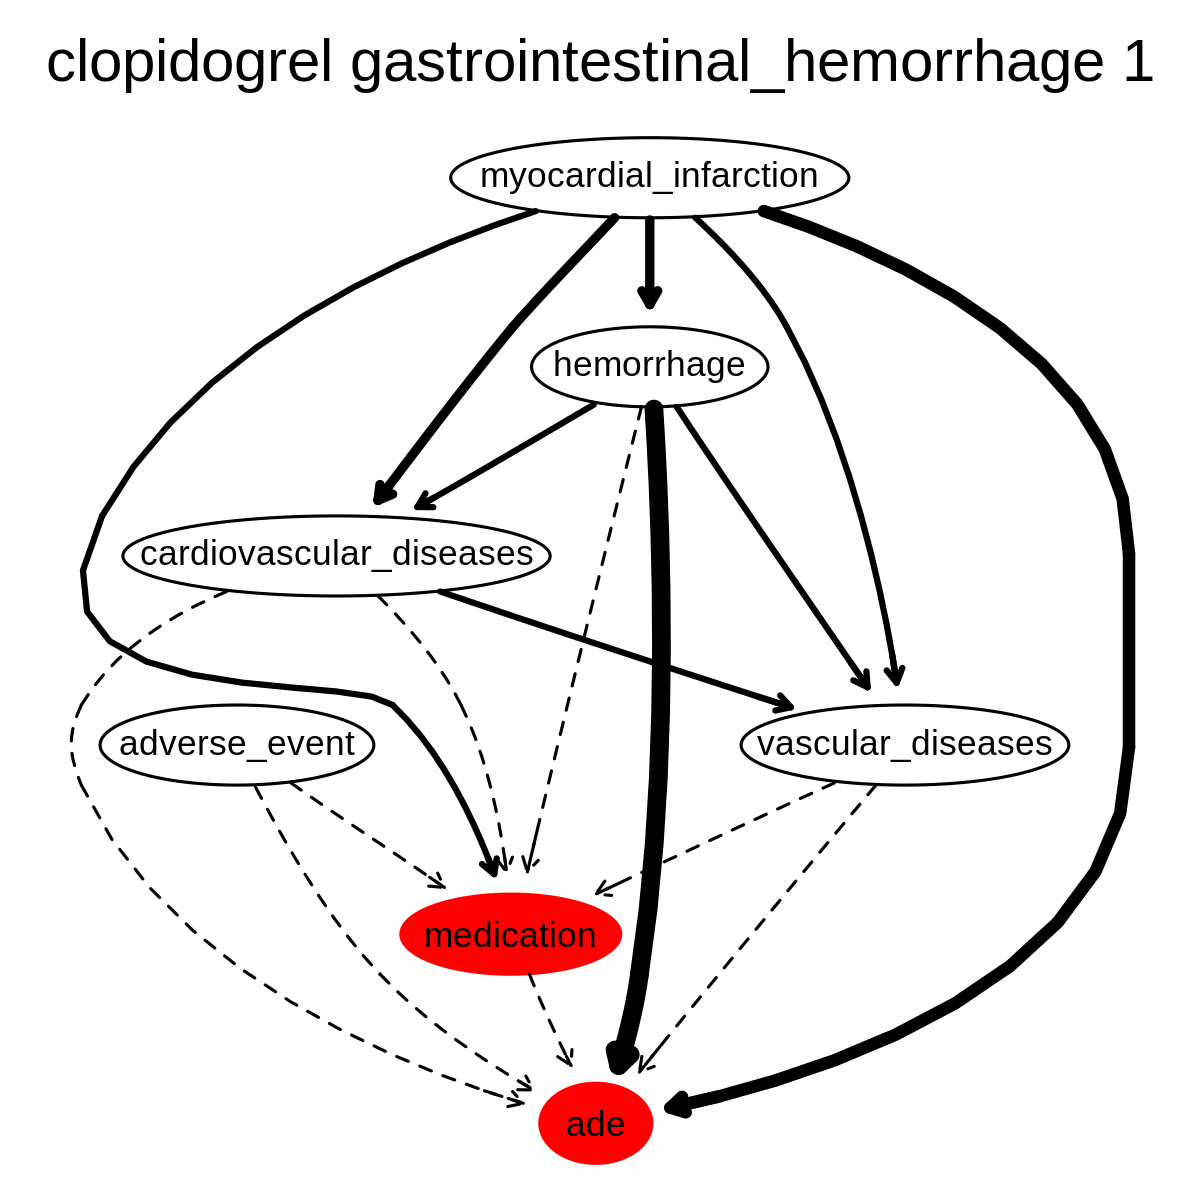 clopidogrel gastrointestinal_hemorrhage 1
myocardial_infarction
hemorrhage
cardiovascular_diseases
adverse_event
vascular_diseases
medication
ade